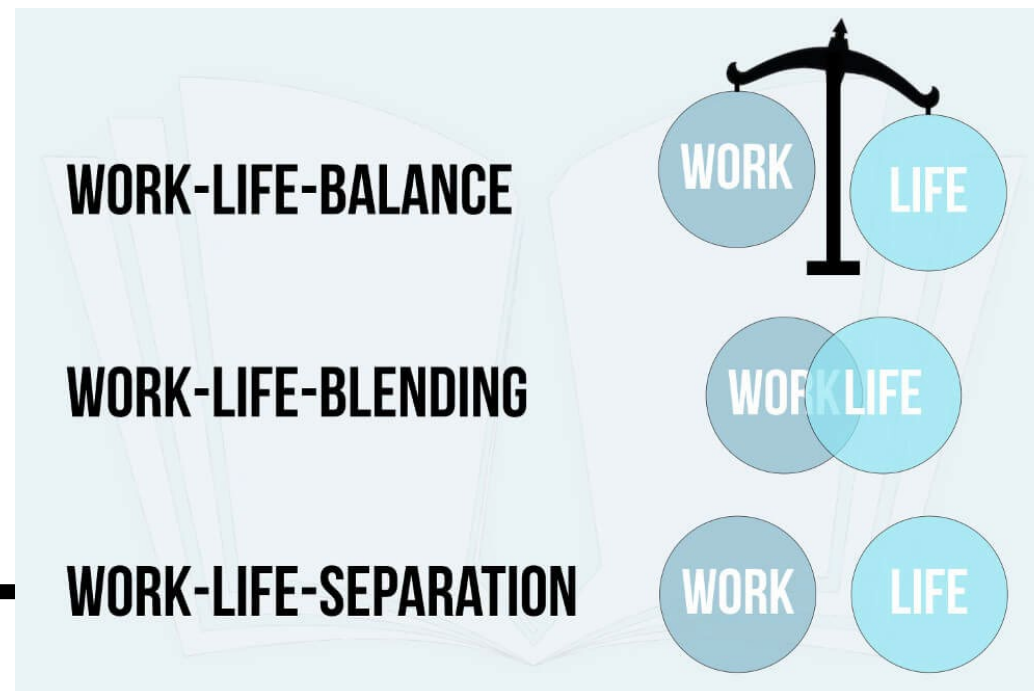 WORK-LIFE-BALANCE
WORK
LIFE
WORK-LIFE-BLENDING
WORK LIFE
WORK-LIFE-SEPARATION
WORK LIFE